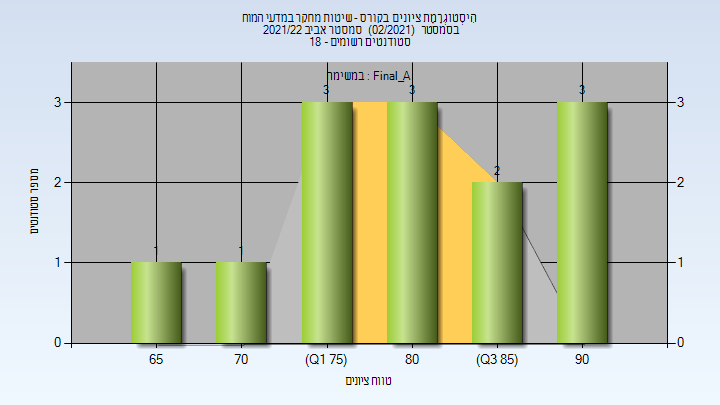 היסטוגרמת ציונים בקורס - שיטות מחקר במדעי המוח
בסמסטר (02/2021) סמסטר אביב 2021/22
סטודנטים רשומים - 18
במשימה : Final_A
3 3 3
2
1 1
3 3
2 2
1 1
0 0
מספר סטודנטים
65 70 (Q1 75) 80 (Q3 85) 90
טווח ציונים